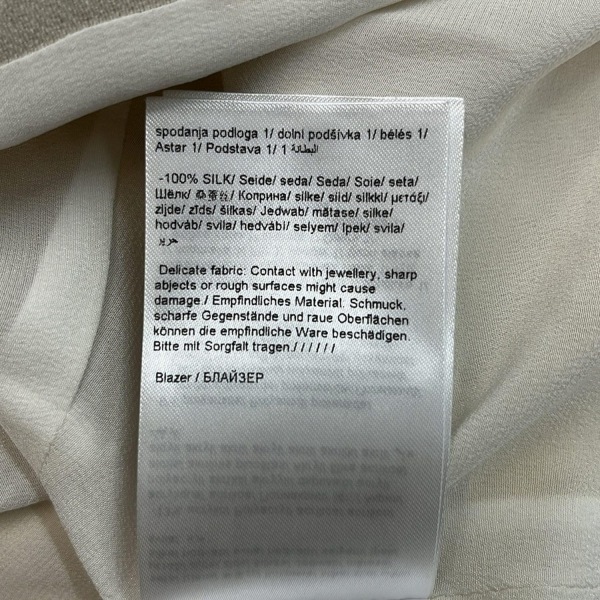 spodanja podloga 1/ dolní podšívka 1/ bélés 1/
Astar 1/ Podstava 1/ 1 البطانة
-100% SILK/ Seide/ seda/ Seda/ Soie/ seta/
Шёлк/ 桑蚕丝/ Коприна/ silke/ siid/ silkki/ μετάξι/
zijde/ zīds/ šilkas/ Jedwab/ mătase/ silke/
hodváb/ svila/ hedvábí/ selyem/ İpek/ svila/
حرير
Delicate fabric: Contact with jewellery, sharp
abjects or rough surfaces might cause
damage./ Empfindliches Material. Schmuck,
scharfe Gegenstände und raue Oberflächen
können die empfindliche Ware beschädigen.
Bitte mit Sorgfalt tragen./ / / / / /
Blazer / БЛАЙЗЕР